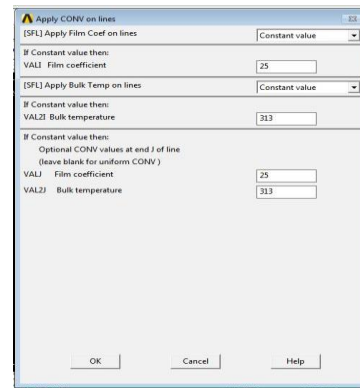 Apply CONV on lines
[SFL] Apply Film Coef on lines Constant value
If Constant value then:
VALI Film coefficient 25
[SFL] Apply Bulk Temp on lines Constant value
If Constant value then:
VAL2I Bulk temperature 313
If Constant value then:
Optional CONV values at end J of line
(leave blank for uniform CONV )
VALJ Film coefficient 25
VAL2J Bulk temperature 313
OK Cancel Help